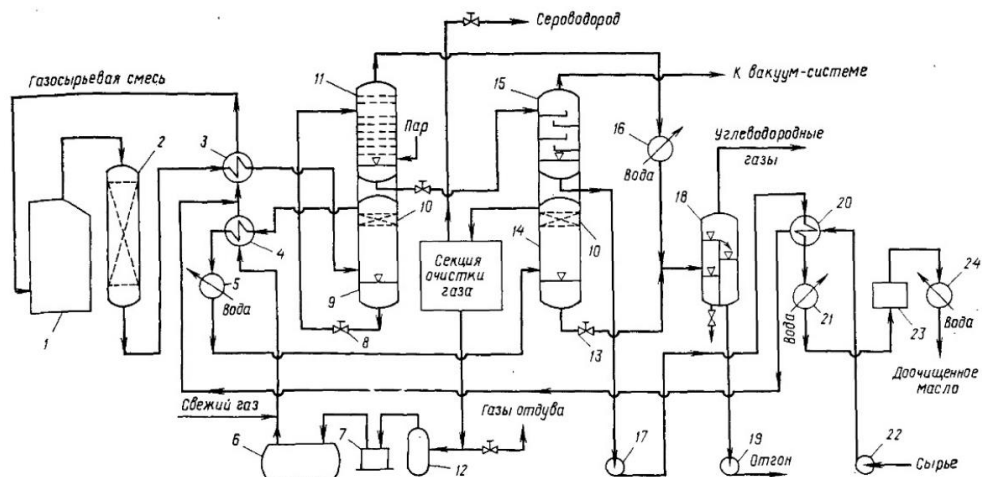 Сероводород
Газосырьевая смесь
11
15
К вакуум-системе
2
3
Пар
16
Углеводородные
газы
Вода
18
10
10
20
4
14
Секция
очистки
газа
24
5
Вода
9
Вода
21
23
Вода
1
8
13
Доочищенное
масло
Свежий газ
Газы отдува
6
7
12
17
19
Отгон
22
Сырье